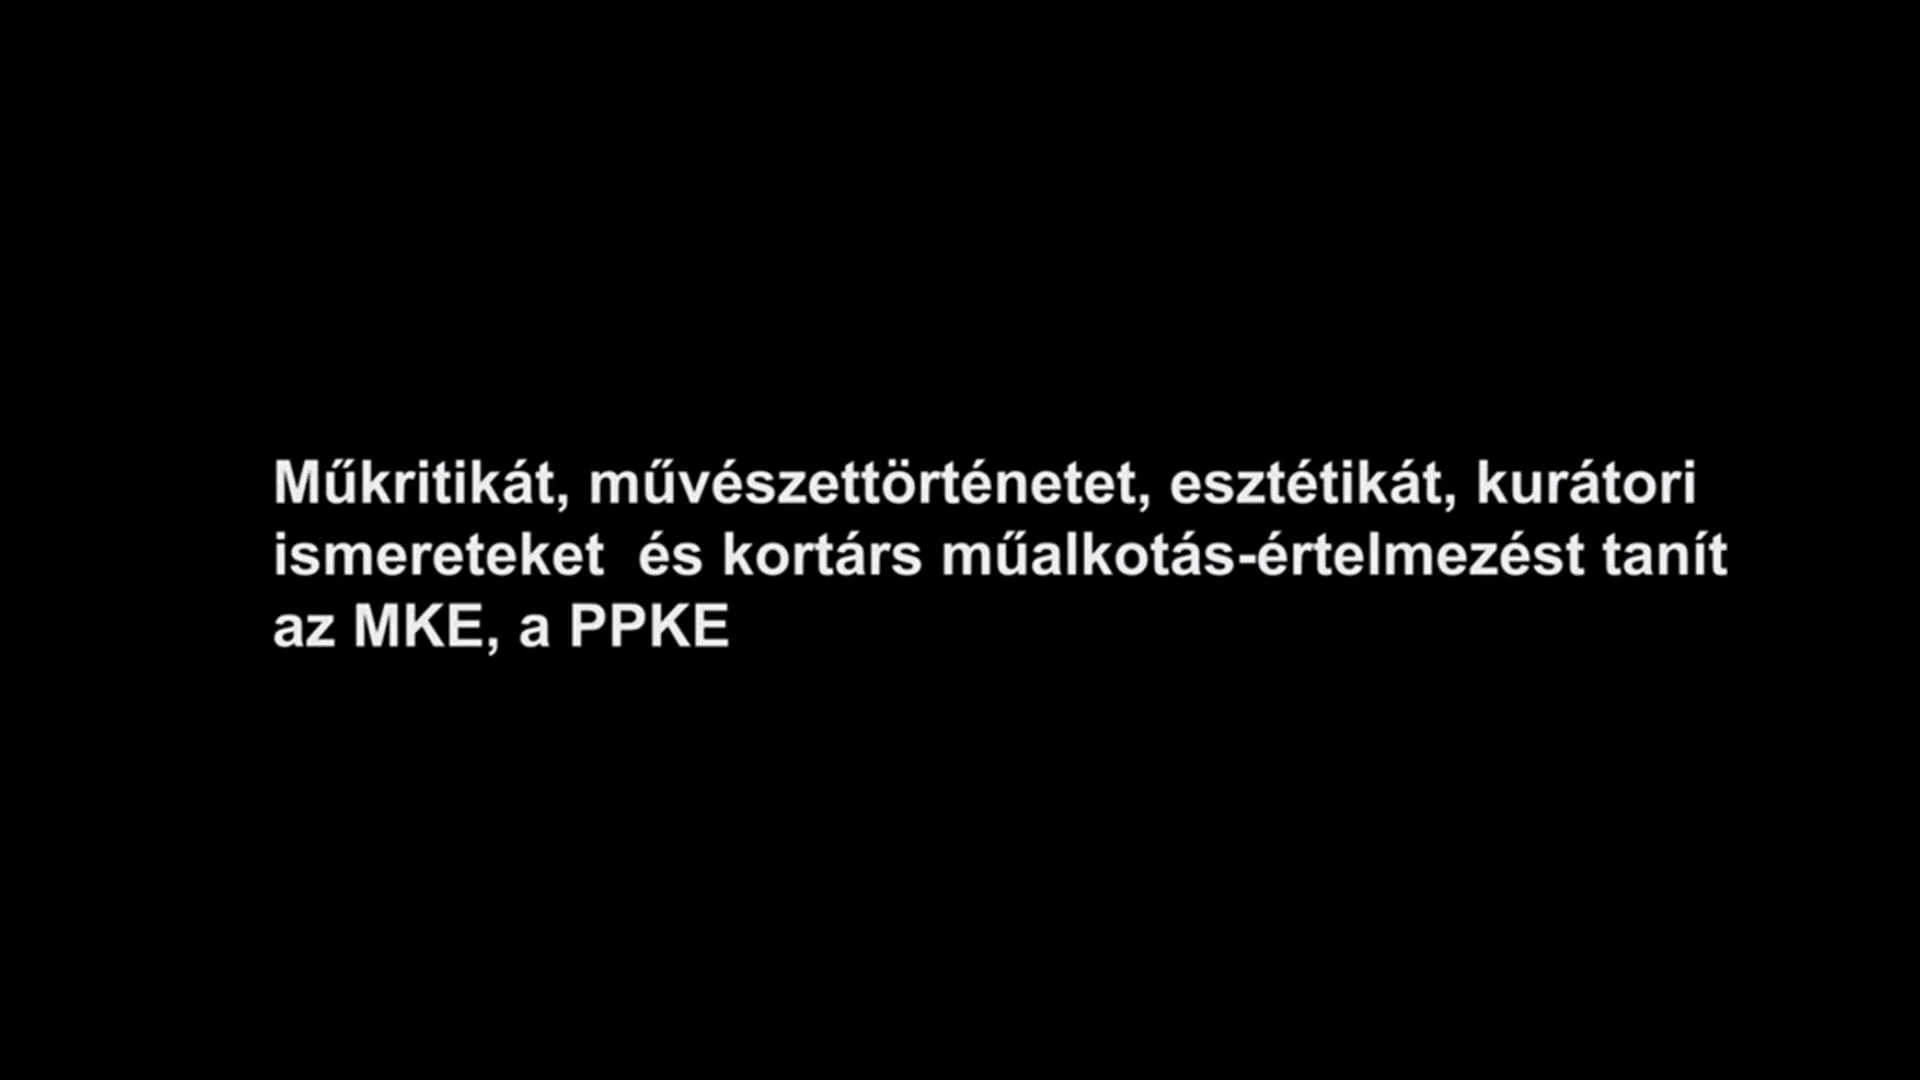 Műkritikát, művészettörténetet, esztétikát, kurátori
ismereteket  és kortárs műalkotás-értelmezést tanít
az MKE, a PPKE